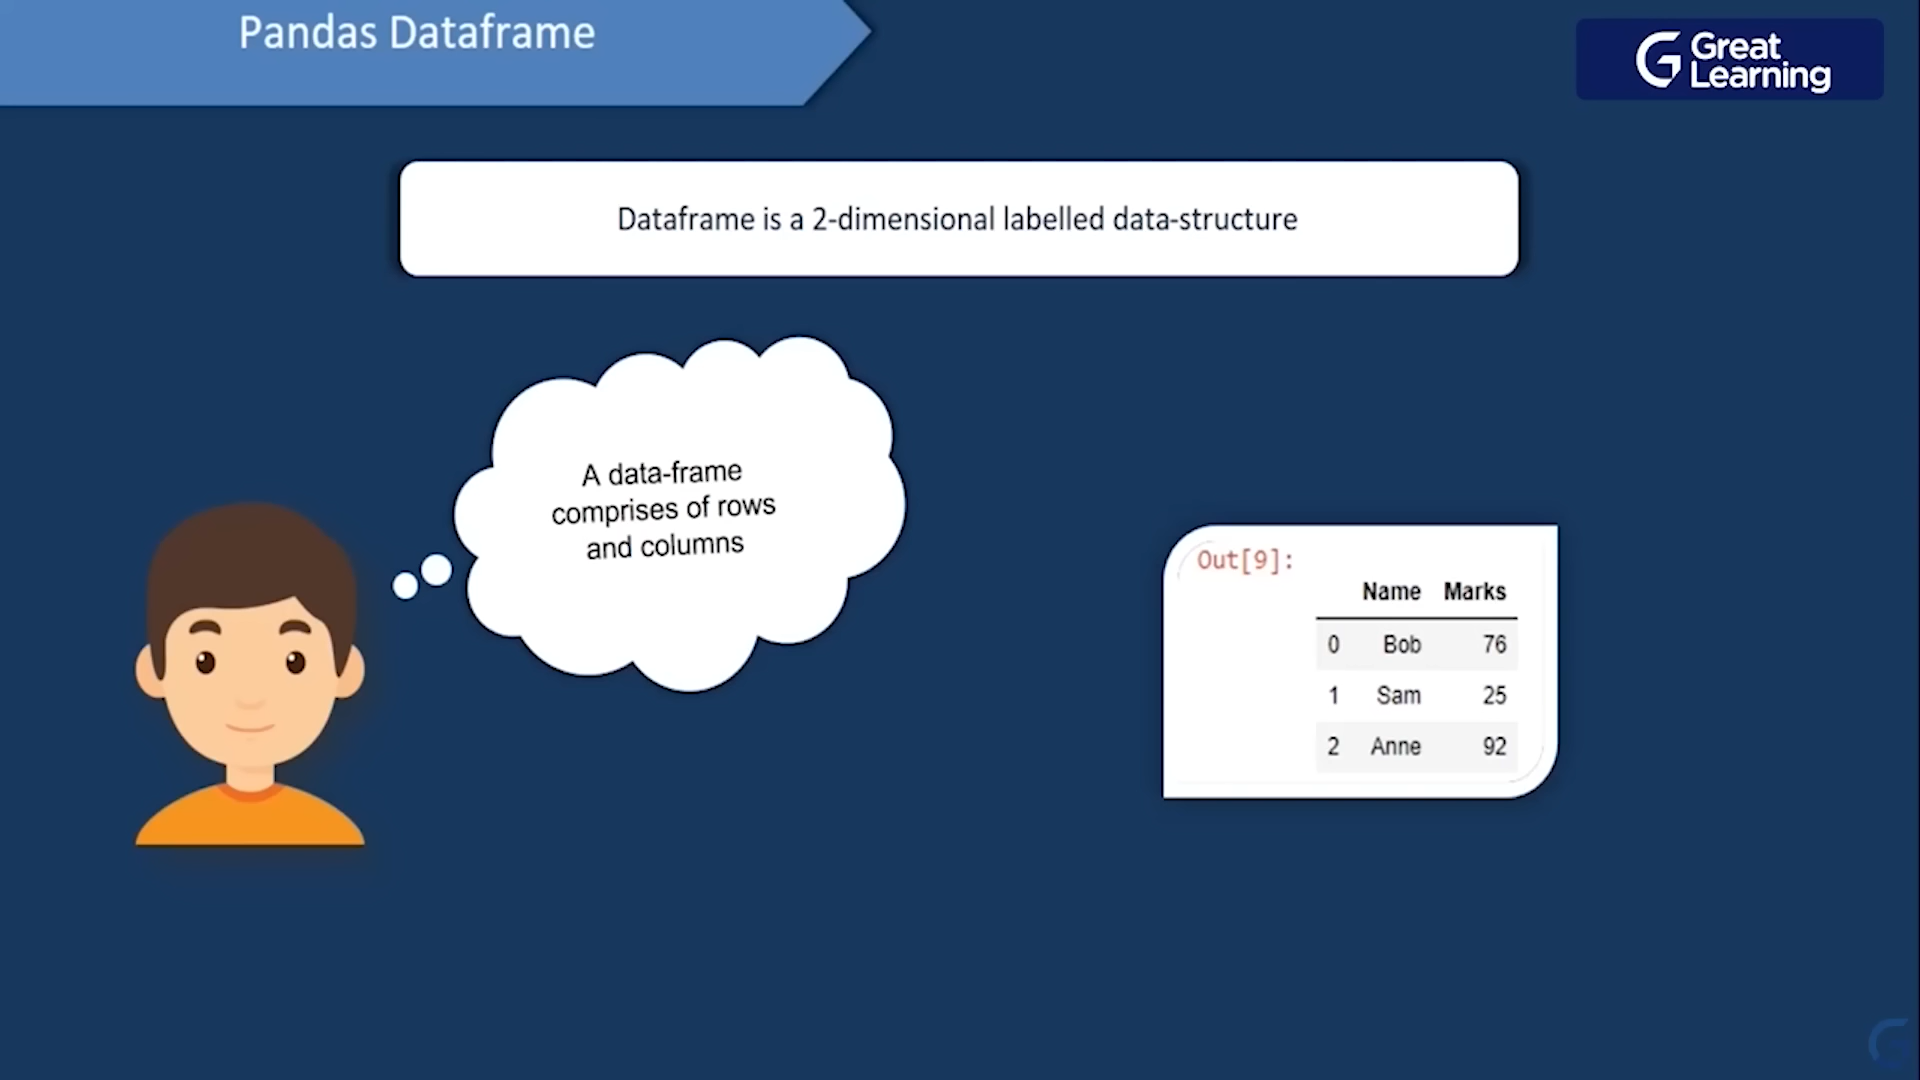 Pandas Dataframe
Great
Learning
Dataframe is a 2-dimensional labelled data-structure
A data-frame
comprises of rows
and columns
Out[9]:
Name Marks
0 Bob 76
1 Sam 25
2 Anne 92